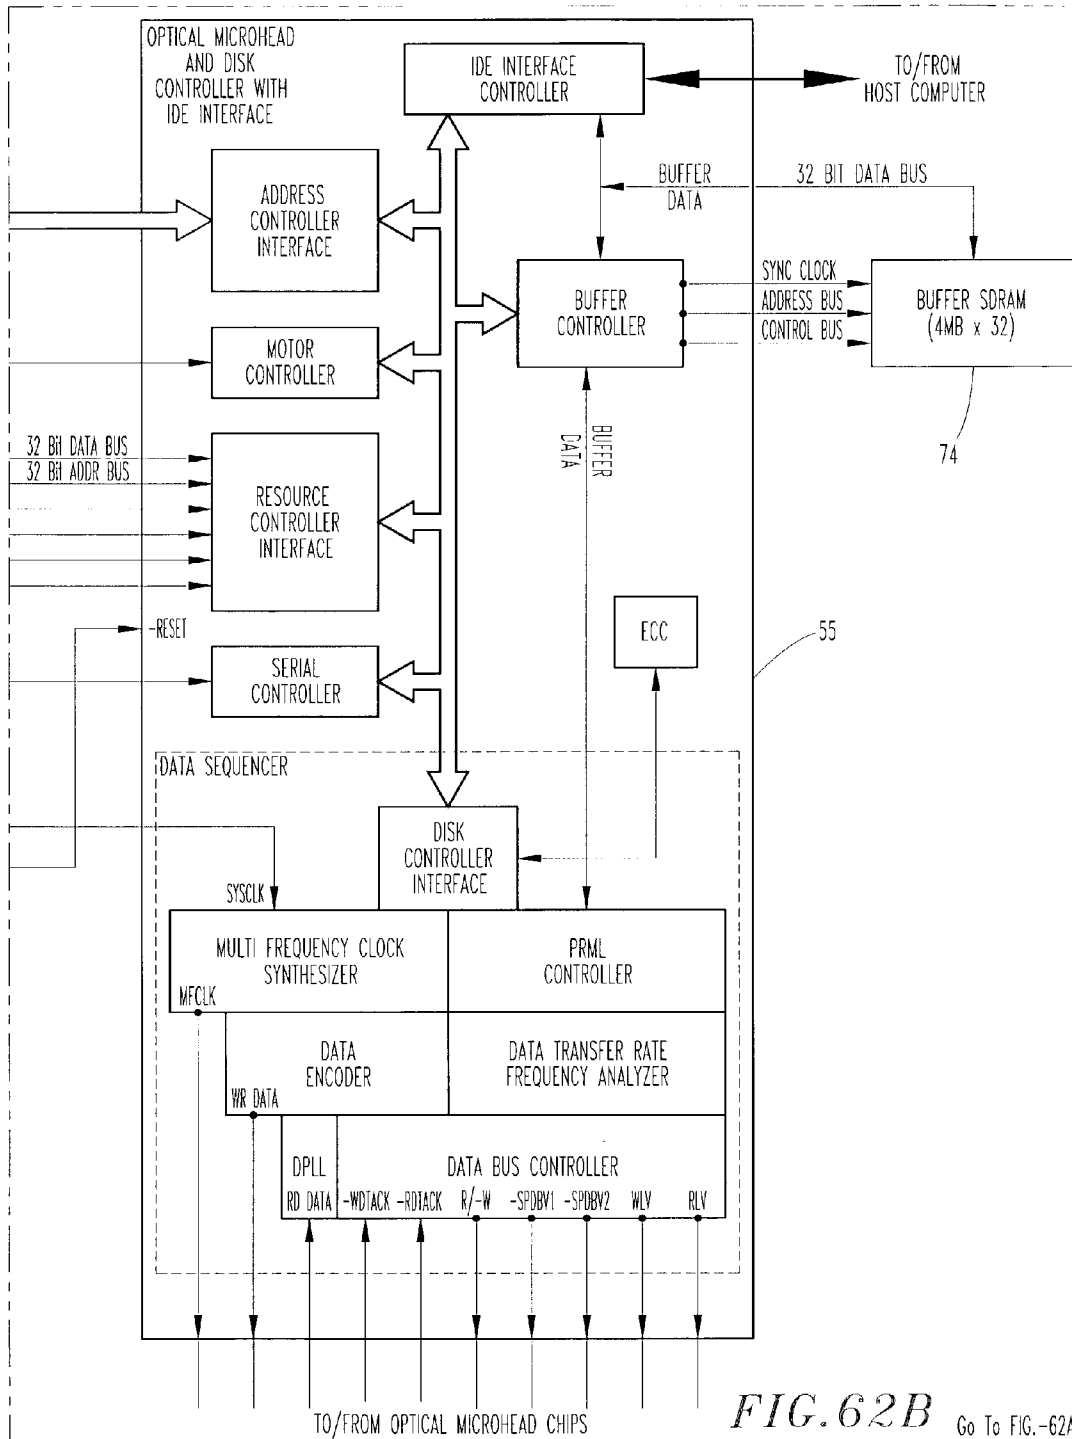 OPTICAL MICROHEAD
AND DISK
CONTROLLER WITH
IDE INTERFACE
IDE INTERFACE
CONTROLLER
TO/FROM
HOST COMPUTER
ADDRESS
CONTROLLER
INTERFACE
BUFFER
DATA
32 BIT DATA BUS
BUFFER
CONTROLLER
SYNC CLOCK
ADDRESS BUS
CONTROL BUS
BUFFER SDRAM
(4MB x 32)
74
MOTOR
CONTROLLER
32 Bit DATA BUS
32 Bit ADDR BUS
RESOURCE
CONTROLLER
INTERFACE
BUFFER
DATA
-RESET
ECC
55
SERIAL
CONTROLLER
DATA SEQUENCER
DISK
CONTROLLER
INTERFACE
SYSCLK
MULTI FREQUENCY CLOCK
SYNTHESIZER
MFCLK
PRML
CONTROLLER
DATA
ENCODER
WR DATA
DATA TRANSFER RATE
FREQUENCY ANALYZER
DPLL
DATA BUS CONTROLLER
RD DATA -WDTACK -RDTACK R/-W -SPDBV1 -SPDBV2 WLV RLV
TO/FROM OPTICAL MICROHEAD CHIPS
FIG.62B
Go To FIG.-62A